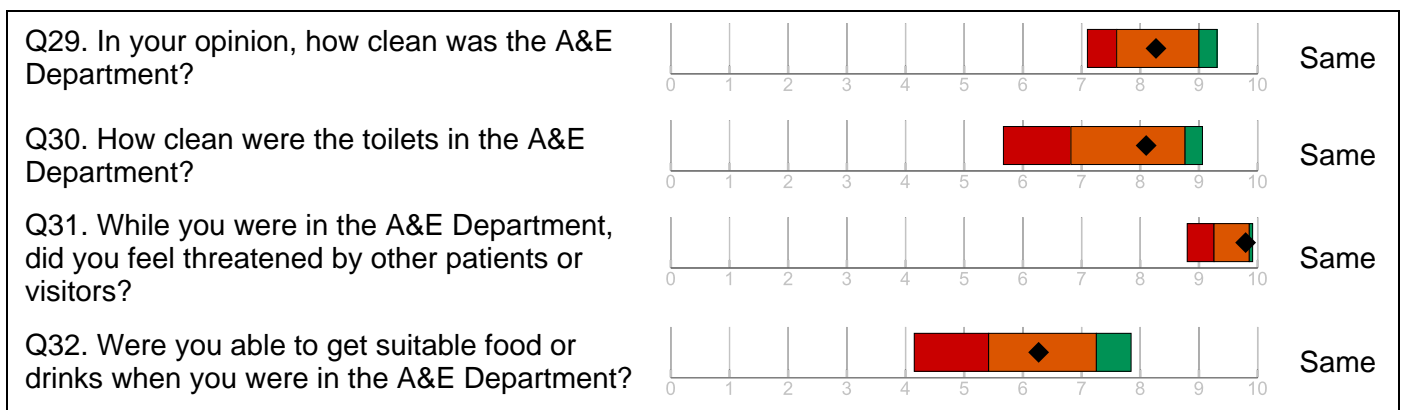 Q29. In your opinion, how clean was the A&E
Department?
Same
0 1 2 3 4 5 6 7 8 9 10
Q30. How clean were the toilets in the A&E
Department?
Same
0 1 2 3 4 5 6 7 8 9 10
Q31. While you were in the A&E Department,
did you feel threatened by other patients or
visitors?
Same
0 1 2 3 4 5 6 7 8 9 10
Q32. Were you able to get suitable food or
drinks when you were in the A&E Department?
Same
0 1 2 3 4 5 6 7 8 9 10